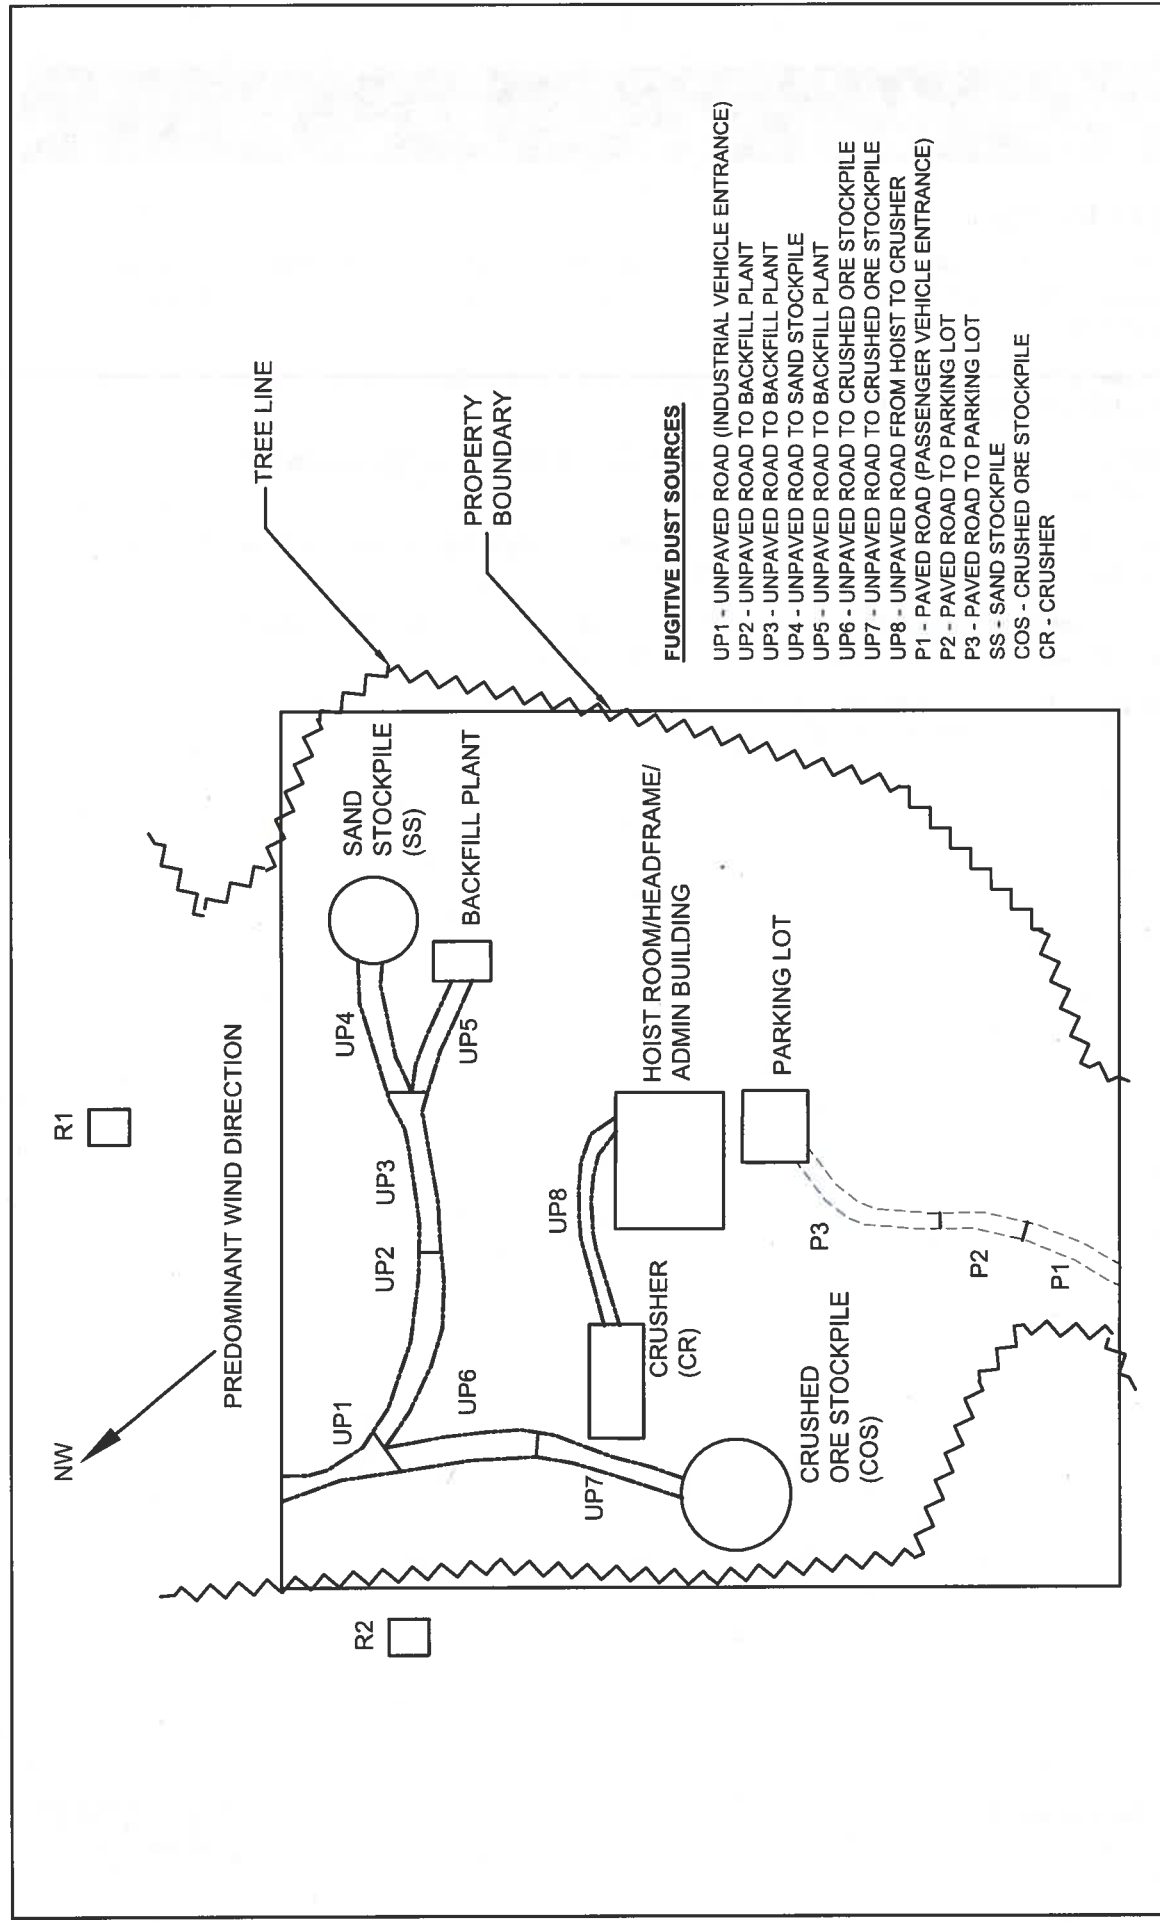 NW
R1
PREDOMINANT WIND DIRECTION
TREE LINE
R2
UP1
UP2
UP3
UP4
SAND
STOCKPILE
(SS)
UP5
BACKFILL PLANT
PROPERTY
BOUNDARY
UP6
UP7
UP8
CRUSHER
(CR)
HOIST ROOM/HEADFRAME/
ADMIN BUILDING
CRUSHED
ORE STOCKPILE
(COS)
P3
PARKING LOT
P2
P1
FUGITIVE DUST SOURCES
UP1 - UNPAVED ROAD (INDUSTRIAL VEHICLE ENTRANCE)
UP2 - UNPAVED ROAD TO BACKFILL PLANT
UP3 - UNPAVED ROAD TO BACKFILL PLANT
UP4 - UNPAVED ROAD TO SAND STOCKPILE
UP5 - UNPAVED ROAD TO BACKFILL PLANT
UP6 - UNPAVED ROAD TO CRUSHED ORE STOCKPILE
UP7 - UNPAVED ROAD TO CRUSHED ORE STOCKPILE
UP8 - UNPAVED ROAD FROM HOIST TO CRUSHER
P1 - PAVED ROAD (PASSENGER VEHICLE ENTRANCE)
P2 - PAVED ROAD TO PARKING LOT
P3 - PAVED ROAD TO PARKING LOT
SS - SAND STOCKPILE
COS - CRUSHED ORE STOCKPILE
CR - CRUSHER